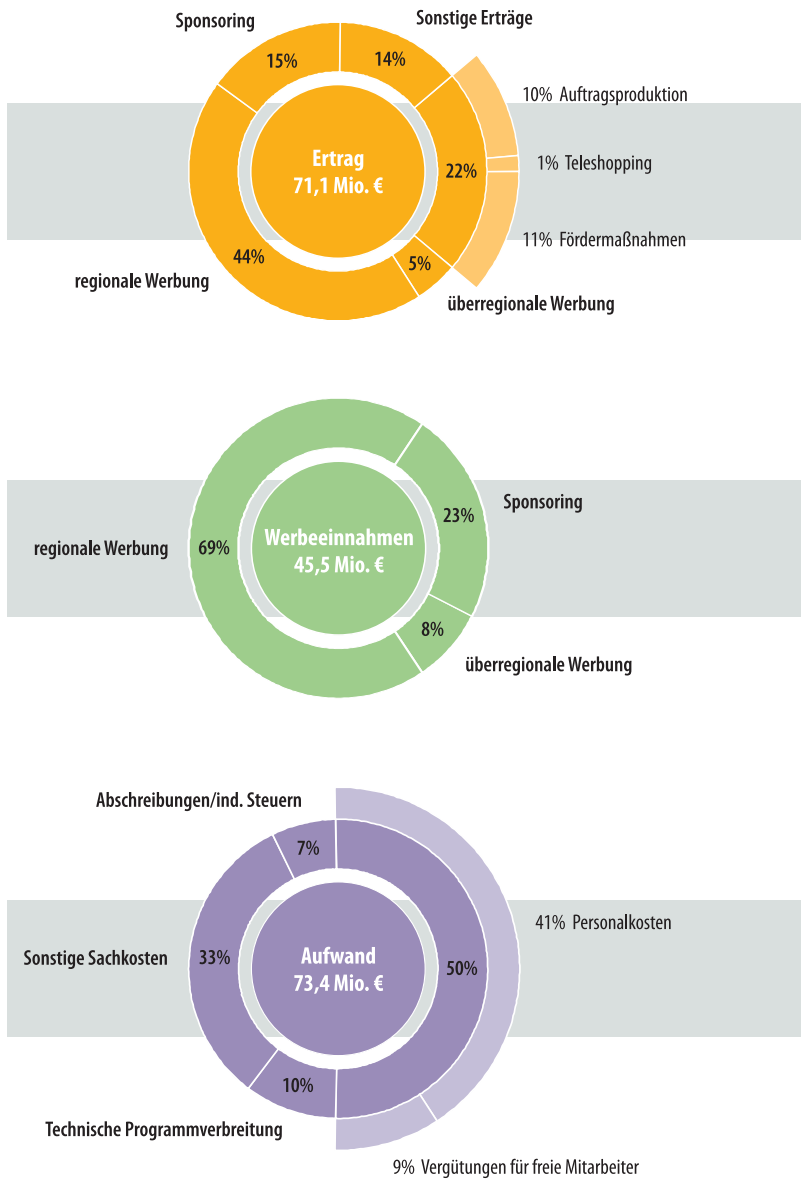 Sponsoring
Sonstige Erträge
15%
14%
10% Auftragsproduktion
Ertrag
71,1 Mio. €
22%
1% Teleshopping
11% Fördermaßnahmen
44%
5%
regionale Werbung
überregionale Werbung
Sponsoring
23%
regionale Werbung
69%
Werbeeinnahmen
45,5 Mio. €
8%
überregionale Werbung
Abschreibungen/ind. Steuern
7%
41% Personalkosten
Sonstige Sachkosten
33%
Aufwand
73,4 Mio. €
50%
10%
Technische Programmverbreitung
9% Vergütungen für freie Mitarbeiter